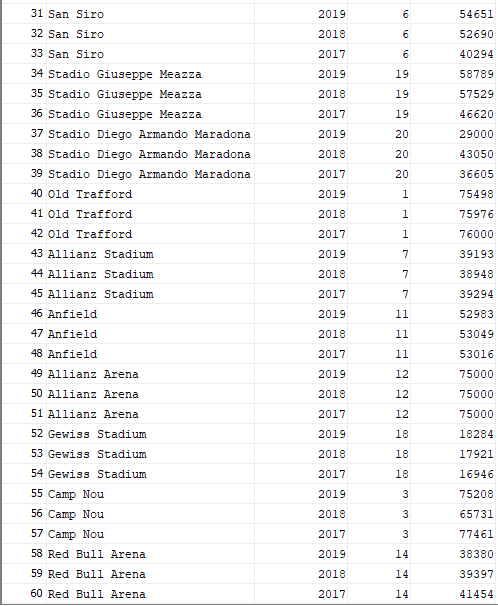 31 San Siro 2019 6 54651
32 San Siro 2018 6 52690
33 San Siro 2017 6 40294
34 Stadio Giuseppe Meazza 2019 19 58789
35 Stadio Giuseppe Meazza 2018 19 57529
36 Stadio Giuseppe Meazza 2017 19 46620
37 Stadio Diego Armando Maradona 2019 20 29000
38 Stadio Diego Armando Maradona 2018 20 43050
39 Stadio Diego Armando Maradona 2017 20 36605
40 Old Trafford 2019 1 75498
41 Old Trafford 2018 1 75976
42 Old Trafford 2017 1 76000
43 Allianz Stadium 2019 7 39193
44 Allianz Stadium 2018 7 38948
45 Allianz Stadium 2017 7 39294
46 Anfield 2019 11 52983
47 Anfield 2018 11 53049
48 Anfield 2017 11 53016
49 Allianz Arena 2019 12 75000
50 Allianz Arena 2018 12 75000
51 Allianz Arena 2017 12 75000
52 Gewiss Stadium 2019 18 18284
53 Gewiss Stadium 2018 18 17921
54 Gewiss Stadium 2017 18 16946
55 Camp Nou 2019 3 75208
56 Camp Nou 2018 3 65731
57 Camp Nou 2017 3 77461
58 Red Bull Arena 2019 14 38380
59 Red Bull Arena 2018 14 39397
60 Red Bull Arena 2017 14 41454